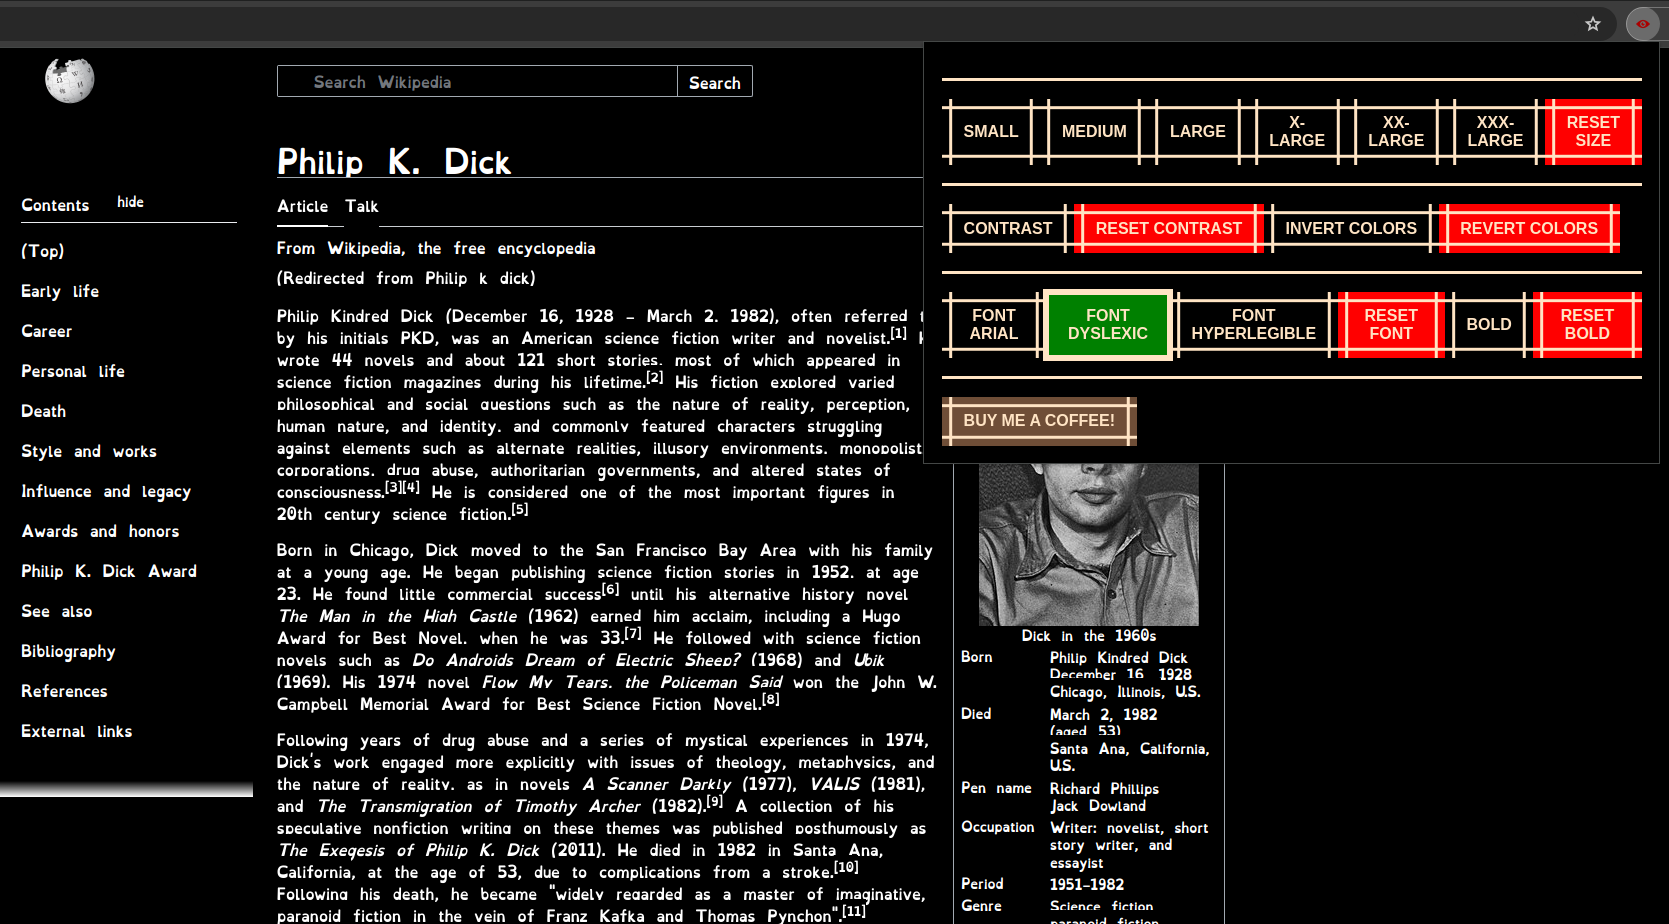 Search Wikipedia
Search
Philip K. Dick
Contents hide
(Top)
Early life
Career
Personal life
Death
Style and works
Influence and legacy
Awards and honors
Philip K. Dick Award
See also
Bibliography
References
External links
Article Talk
From Wikipedia, the free encyclopedia
(Redirected from Philip k dick)
Philip Kindred Dick (December 16, 1928 – March 2, 1982), often referred
by his initials PKD, was an American science fiction writer and novelist.[1]
wrote 44 novels and about 121 short stories, most of which appeared in
science fiction magazines during his lifetime.[2] His fiction explored varied
philosophical and social questions such as the nature of reality, perception,
human nature, and identity, and commonly featured characters struggling
against elements such as alternate realities, illusory environments, monopolist
corporations, drug abuse, authoritarian governments, and altered states of
consciousness.[3][4] He is considered one of the most important figures in
20th century science fiction.[5]
Born in Chicago, Dick moved to the San Francisco Bay Area with his family
at a young age. He began publishing science fiction stories in 1952, at age
23. He found little commercial success[6] until his alternative history novel
The Man in the High Castle (1962) earned him acclaim, including a Hugo
Award for Best Novel, when he was 33.[7] He followed with science fiction
novels such as Do Androids Dream of Electric Sheep? (1968) and Ubik
(1969). His 1974 novel Flow My Tears, the Policeman Said won the John W.
Campbell Memorial Award for Best Science Fiction Novel.[8]
Following years of drug abuse and a series of mystical experiences in 1974,
Dick's work engaged more explicitly with issues of theology, metaphysics, and
the nature of reality, as in novels A Scanner Darkly (1977), VALIS (1981),
and The Transmigration of Timothy Archer (1982).[9] A collection of his
speculative nonfiction writing on these themes was published posthumously as
The Exegesis of Philip K. Dick (2011). He died in 1982 in Santa Ana,
California, at the age of 53, due to complications from a stroke.[10]
Following his death, he became "widely regarded as a master of imaginative,
paranoid fiction in the vein of Franz Kafka and Thomas Pynchon".[11]
SMALL
MEDIUM
LARGE
X-
LARGE
XX-
LARGE
XXX-
LARGE
RESET
SIZE
CONTRAST
RESET CONTRAST
INVERT COLORS
REVERT COLORS
FONT
ARIAL
FONT
DYSLEXIC
FONT
HYPERLEGIBLE
RESET
FONT
BOLD
RESET
BOLD
BUY ME A COFFEE!
Dick in the 1960s
Born Philip Kindred Dick
December 16, 1928
Chicago, Illinois, U.S.
Died March 2, 1982
(aged 53)
Santa Ana, California,
U.S.
Pen name Richard Phillips
Jack Dowland
Occupation Writer: novelist, short
story writer, and
essayist
Period 1951–1982
Genre Science fiction,
paranoid fiction